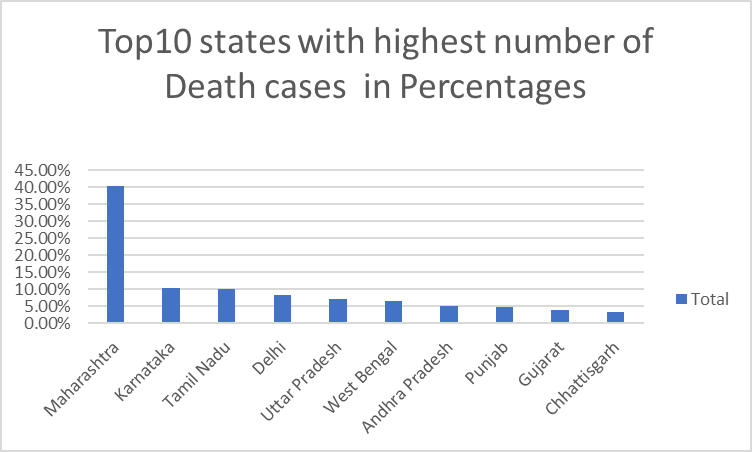 Top10 states with highest number of
Death cases  in Percentages
45.00%
40.00%
35.00%
30.00%
25.00%
20.00%
15.00%
10.00%
5.00%
0.00%
Maharashtra
Karnataka
Tamil Nadu
Delhi
Uttar Pradesh
West Bengal
Andhra Pradesh
Punjab
Gujarat
Chhattisgarh
Total